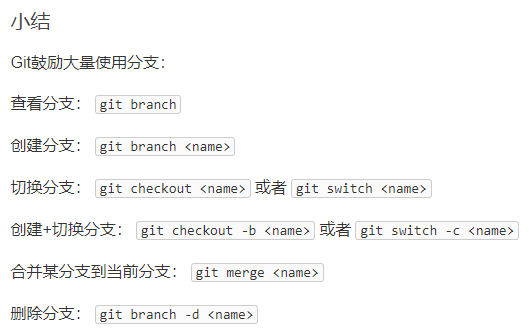 小结
Git鼓励大量使用分支：
查看分支： git branch
创建分支： git branch <name>
切换分支： git checkout <name> 或者 git switch <name>
创建+切换分支： git checkout -b <name> 或者 git switch -c <name>
合并某分支到当前分支： git merge <name>
删除分支： git branch -d <name>